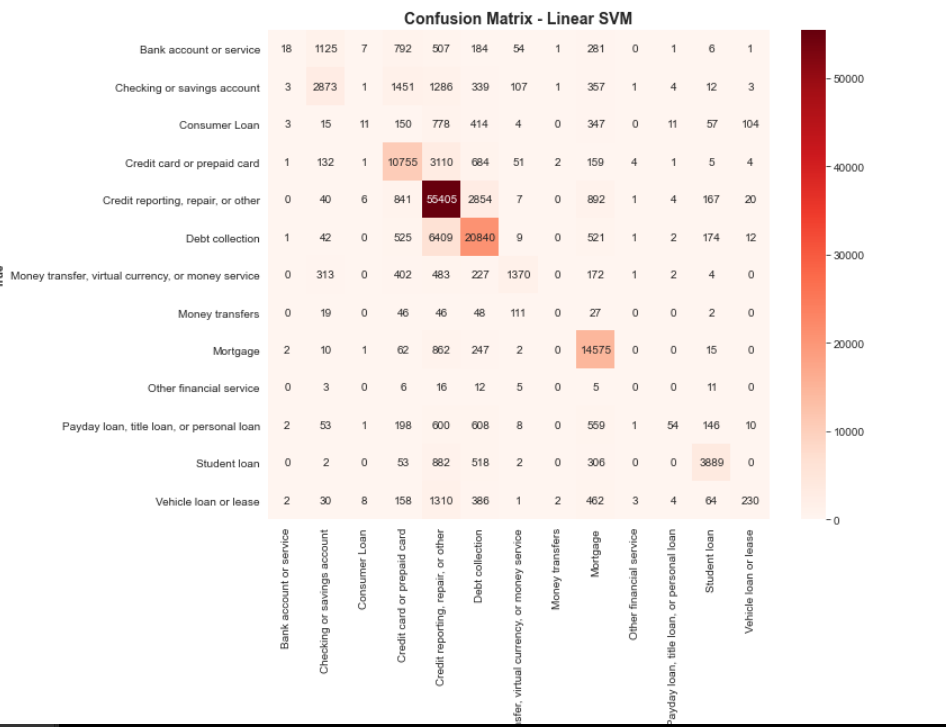 Confusion Matrix - Linear SVM
Bank account or service 18 1125 7 792 507 184 54 1 281 0 1 6 1
Checking or savings account 3 2873 1 1451 1286 339 107 1 357 1 4 12 3
Consumer Loan 3 15 11 150 778 414 4 0 347 0 11 57 104
Credit card or prepaid card 1 132 1 10755 3110 684 51 2 159 4 1 5 4
Credit reporting, repair, or other 0 40 6 841 55405 2854 7 0 892 1 4 167 20
Debt collection 1 42 0 525 6409 20840 9 0 521 1 2 174 12
Money transfer, virtual currency, or money service 0 313 0 402 483 227 1370 0 172 1 2 4 0
Money transfers 0 19 0 46 46 48 111 0 27 0 0 2 0
Mortgage 2 10 1 62 862 247 2 0 14575 0 0 15 0
Other financial service 0 3 0 6 16 12 5 0 5 0 0 11 0
Payday loan, title loan, or personal loan 2 53 1 198 600 608 8 0 559 1 54 146 10
Student loan 0 2 0 53 882 518 2 0 306 0 0 3889 0
Vehicle loan or lease 2 30 8 158 1310 386 1 2 462 3 4 64 230
50000
40000
30000
20000
10000
0
Bank account or service
Checking or savings account
Consumer Loan
Credit card or prepaid card
Credit reporting, repair, or other
Debt collection
sfer, virtual currency, or money service
Money transfers
Mortgage
Other financial service
Payday loan, title loan, or personal loan
Student loan
Vehicle loan or lease